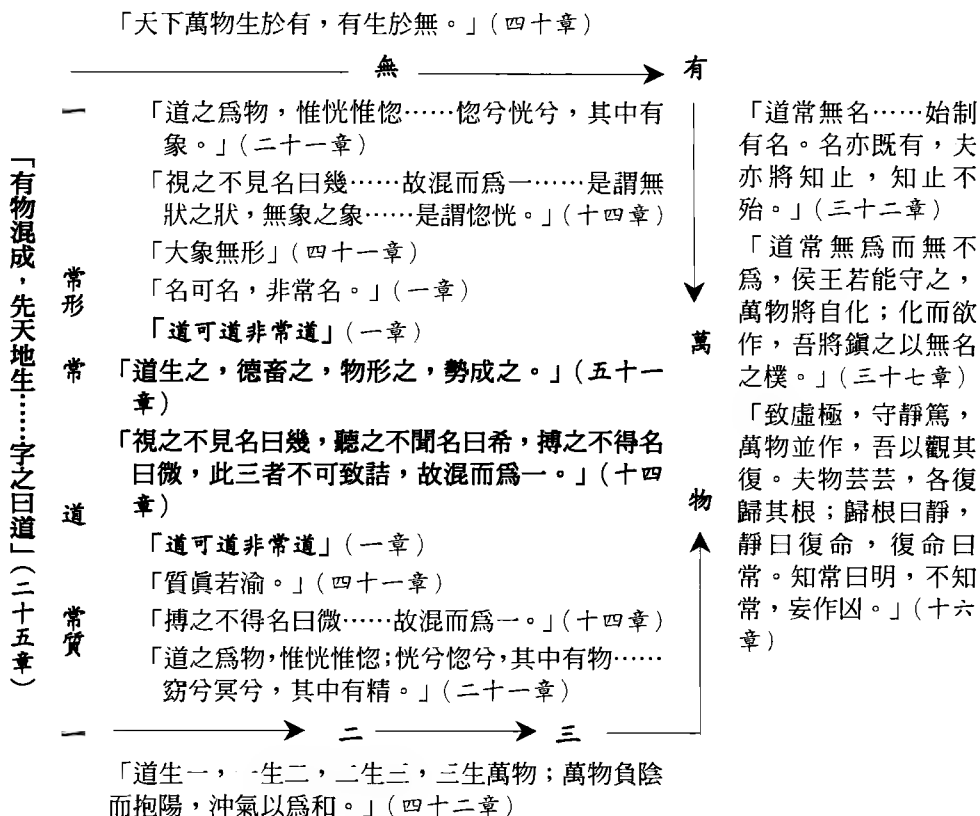 「天下萬物生於有，有生於無。」（四十章）
無
有
一
「道之爲物，惟恍惟惚……惚兮恍兮，其中有
象。」（二十一章）
「視之不見名曰幾……故混而爲一……是謂無
狀之狀，無象之象……是謂惚恍。」（十四章）
「大象無形」（四十一章）
「名可名，非常名。」（一章）
「道可道非常道」（一章）
「道生之，德畜之，物形之，勢成之。」（五十一
章）
「視之不見名曰幾，聽之不聞名曰希，搏之不得名
曰微，此三者不可致詰，故混而爲一。」（十四
章）
「道可道非常道」（一章）
「質眞若渝。」（四十一章）
「搏之不得名曰微……故混而爲一。」（十四章）
「道之爲物，惟恍惟惚；恍兮惚兮，其中有物……
窈兮冥兮，其中有精。」（二十一章）
「有物混成，先天地生……字之曰道」（二十五章）
常形
常
道
常質
萬
物
「道常無名……始制
有名。名亦既有，夫
亦將知止，知止不
殆。」（三十二章）
「道常無爲而無不
爲，侯王若能守之，
萬物將自化；化而欲
作，吾將鎮之以無名
之樸。」（三十七章）
「致虛極，守靜篤，
萬物並作，吾以觀其
復。夫物芸芸，各復
歸其根；歸根曰靜，
靜曰復命，復命曰
常。知常曰明，不知
常，妄作凶。」（十六
章）
一
二
三
「道生一，一生二，二生三，三生萬物；萬物負陰
而抱陽，沖氣以爲和。」（四十二章）